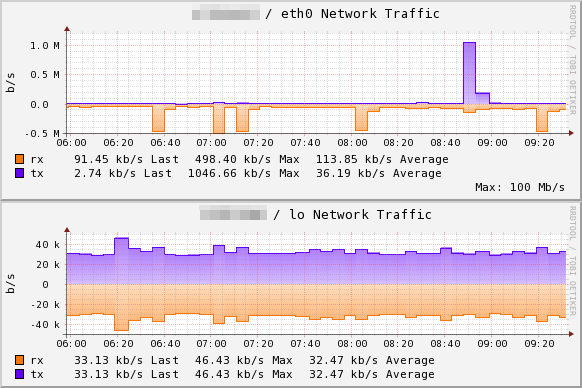 / eth0 Network Traffic
RRDTOOL / TOBI OETIKER
b/s
1.0 M
0.5 M
0.0
-0.5 M
06:00 06:20 06:40 07:00 07:20 07:40 08:00 08:20 08:40 09:00 09:20
rx 91.45 kb/s Last 498.40 kb/s Max 113.85 kb/s Average
tx 2.74 kb/s Last 1046.66 kb/s Max 36.19 kb/s Average
Max: 100 Mb/s
/ lo Network Traffic
RRDTOOL / TOBI OETIKER
b/s
40 k
20 k
0
-20 k
-40 k
06:00 06:20 06:40 07:00 07:20 07:40 08:00 08:20 08:40 09:00 09:20
rx 33.13 kb/s Last 46.43 kb/s Max 32.47 kb/s Average
tx 33.13 kb/s Last 46.43 kb/s Max 32.47 kb/s Average